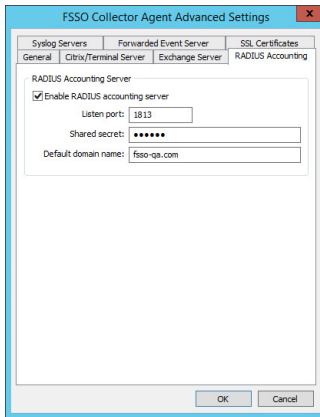 FSSO Collector Agent Advanced Settings
x
Syslog Servers Forwarded Event Server SSL Certificates
General Citrix/Terminal Server Exchange Server RADIUS Accounting
RADIUS Accounting Server
Enable RADIUS accounting server
Listen port: 1813
Shared secret: ••••••
Default domain name: fsso-qa.com
OK Cancel